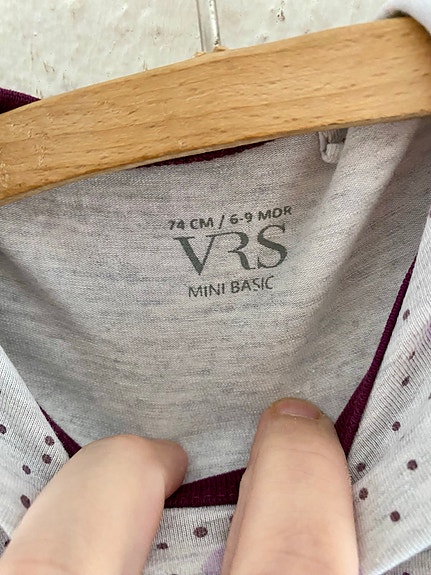 74 CM / 6-9 MDR
VRS
MINI BASIC